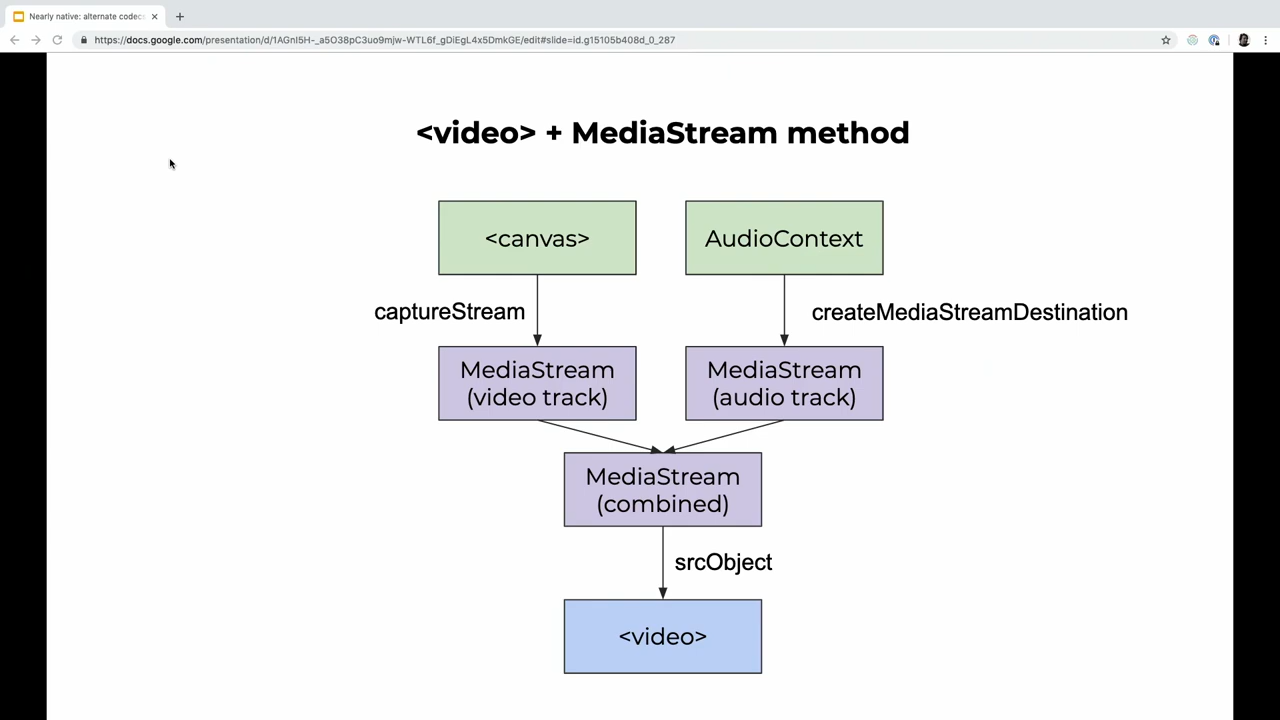 Nearly native: alternate codecs
https://docs.google.com/presentation/d/1AGnI5H-_a5O38pC3uo9mjw-WTL6f_gDiEgL4x5DmkGE/edit#slide=id.g15105b408d_0_287
<video> + MediaStream method
<canvas>
AudioContext
captureStream
createMediaStreamDestination
MediaStream
(video track)
MediaStream
(audio track)
MediaStream
(combined)
srcObject
<video>